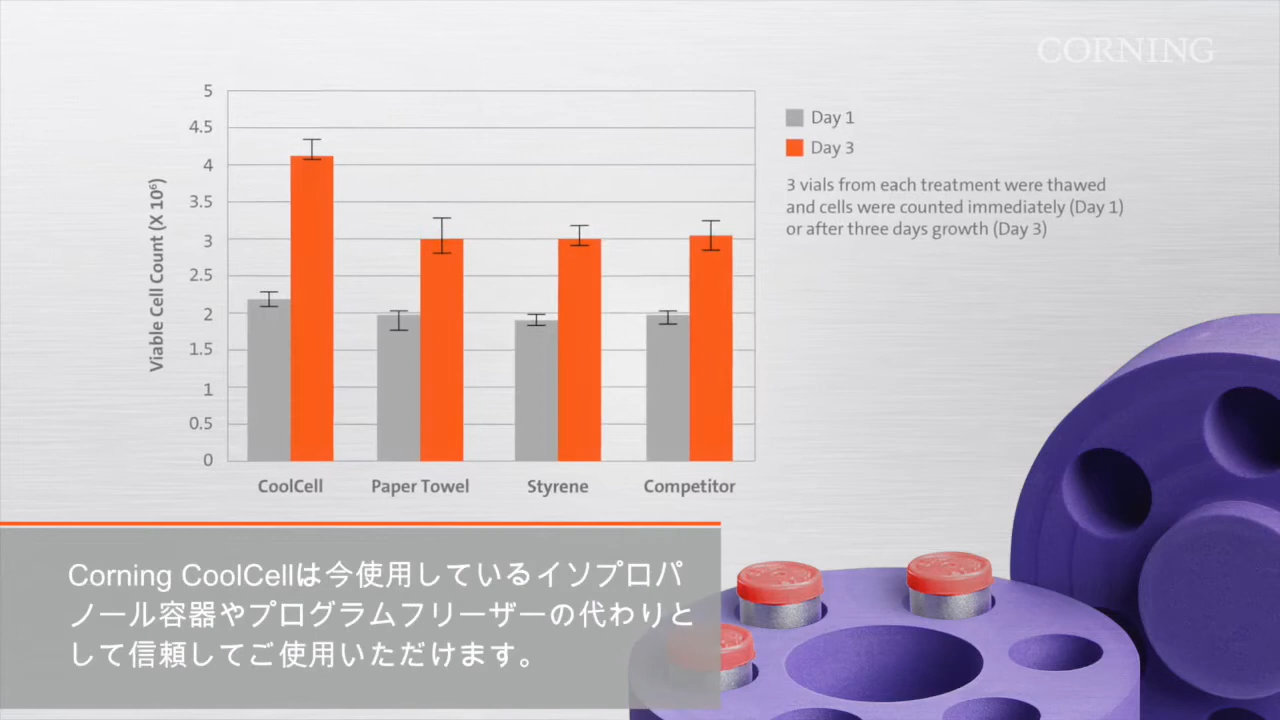 CORNING
5
4.5
4
3.5
3
2.5
2
1.5
1
0.5
0
Viable Cell Count (X 10⁶)
CoolCell
Paper Towel
Styrene
Competitor
Day 1
Day 3
3 vials from each treatment were thawed
and cells were counted immediately (Day 1)
or after three days growth (Day 3)
Corning CoolCellは今使用しているイソプロパ
ノール容器やプログラムフリーザーの代わりと
して信頼してご使用いただけます。